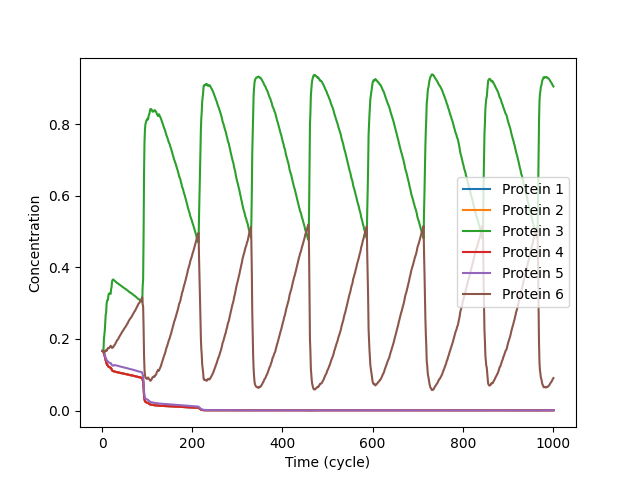 0.8
0.6
0.4
0.2
0.0
Concentration
0
200
400
600
800
1000
Time (cycle)
Protein 1
Protein 2
Protein 3
Protein 4
Protein 5
Protein 6